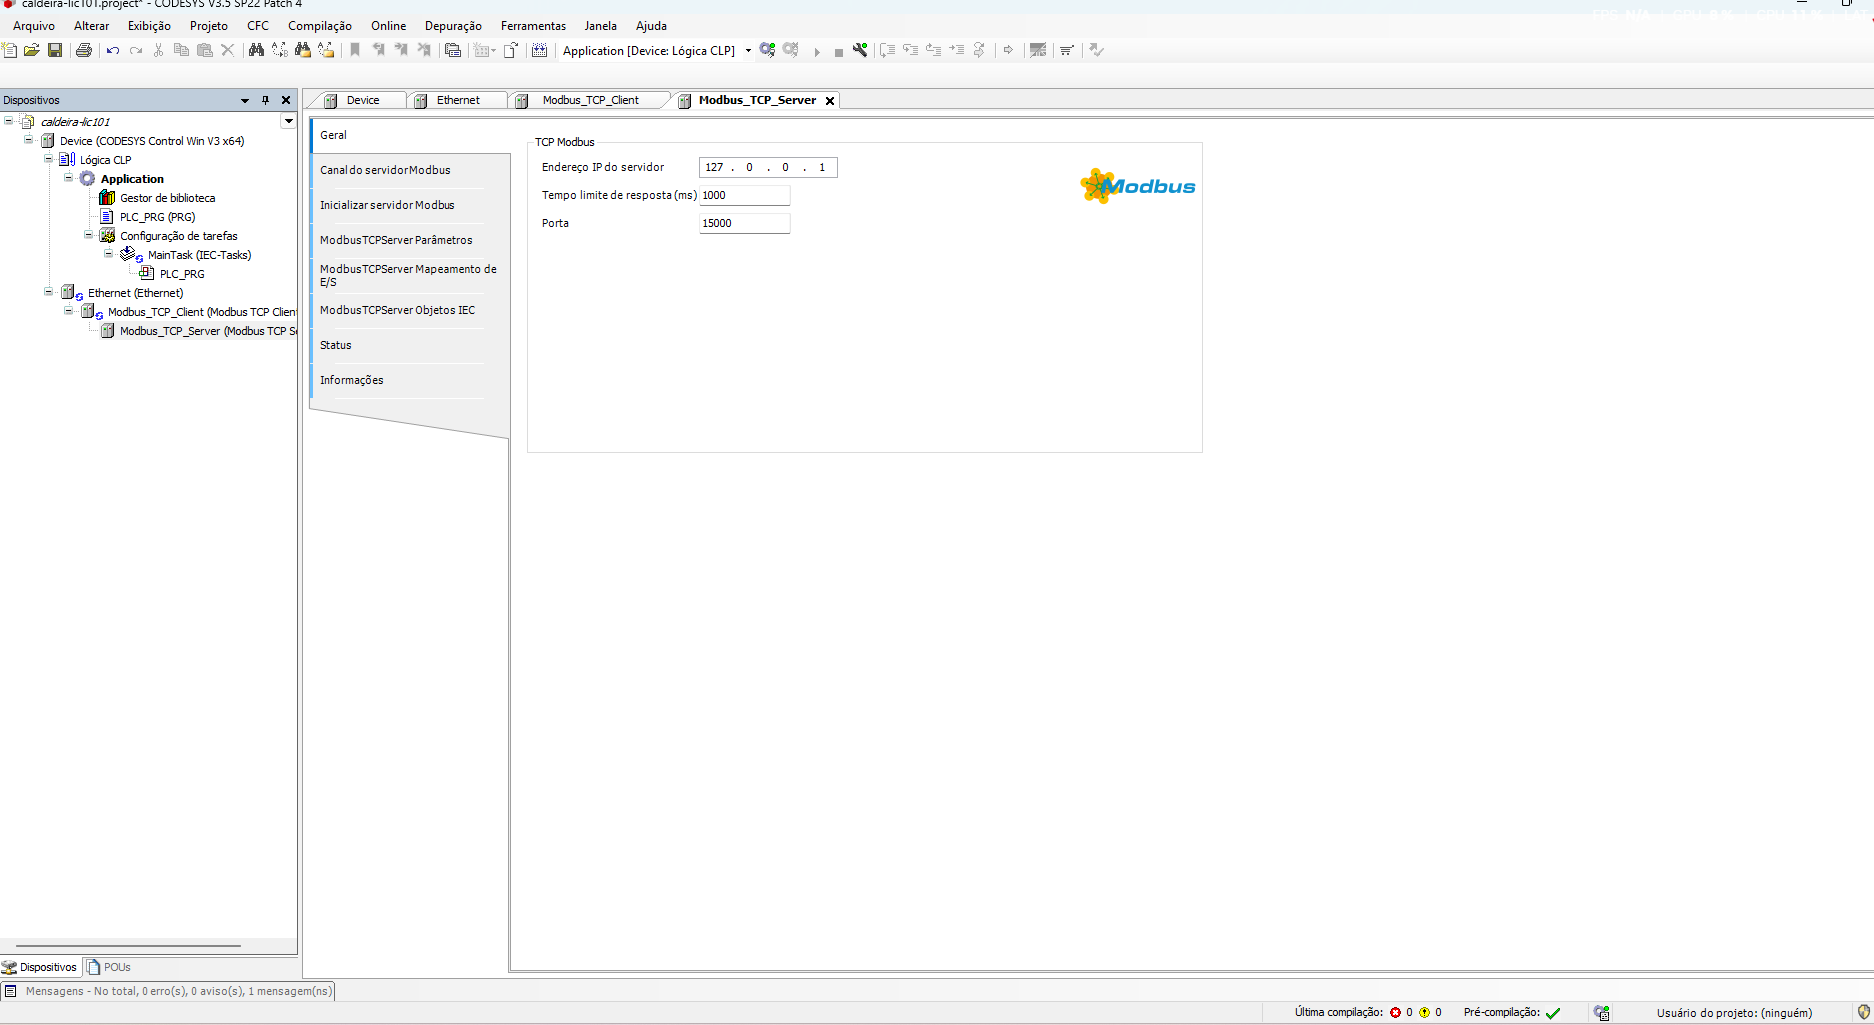 caldeira-lic101.project* - CODESYS V3.5 SP22 Patch 4
Arquivo Alterar Exibição Projeto CFC Compilação Online Depuração Ferramentas Janela Ajuda
Application [Device: Lógica CLP]
Dispositivos
caldeira-lic101
Device (CODESYS Control Win V3 x64)
Lógica CLP
Application
Gestor de biblioteca
PLC_PRG (PRG)
Configuração de tarefas
MainTask (IEC-Tasks)
PLC_PRG
Ethernet (Ethernet)
Modbus_TCP_Client (Modbus TCP Clien
Modbus_TCP_Server (Modbus TCP S
Dispositivos POUs
Device Ethernet Modbus_TCP_Client Modbus_TCP_Server
Geral
Canal do servidor Modbus
Inicializar servidor Modbus
ModbusTCPServer Parâmetros
ModbusTCPServer Mapeamento de
E/S
ModbusTCPServer Objetos IEC
Status
Informações
TCP Modbus
Endereço IP do servidor 127 . 0 . 0 . 1
Tempo limite de resposta (ms) 1000
Porta 15000
Modbus
Mensagens - No total, 0 erro(s), 0 aviso(s), 1 mensagem(ns)
Última compilação: 0 0 Pré-compilação: Usuário do projeto: (ninguém)